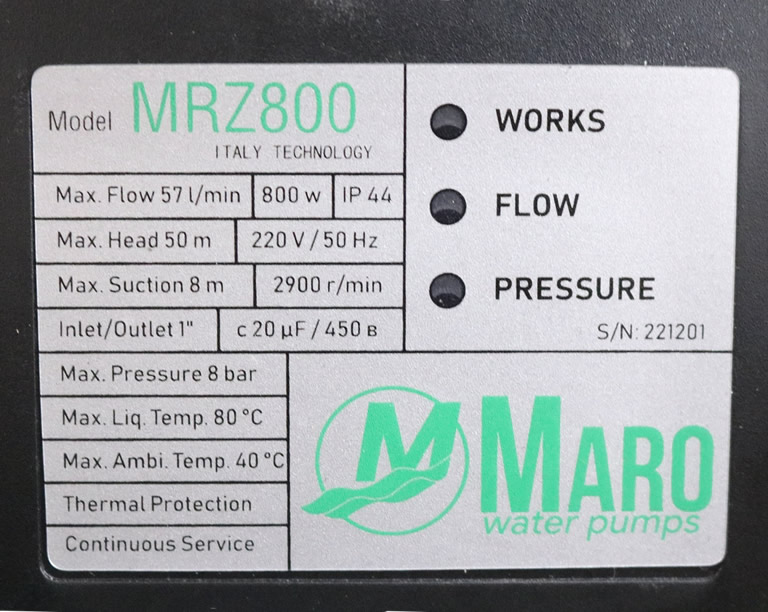 Model MRZ800
ITALY TECHNOLOGY
Max. Flow 57 l/min 800 w IP 44
Max. Head 50 m 220 V / 50 Hz
Max. Suction 8 m 2900 r/min
Inlet/Outlet 1" c 20 µF / 450 в
Max. Pressure 8 bar
Max. Liq. Temp. 80 °C
Max. Ambi. Temp. 40 °C
Thermal Protection
Continuous Service
WORKS
FLOW
PRESSURE
S/N: 221201
M MARO
water pumps